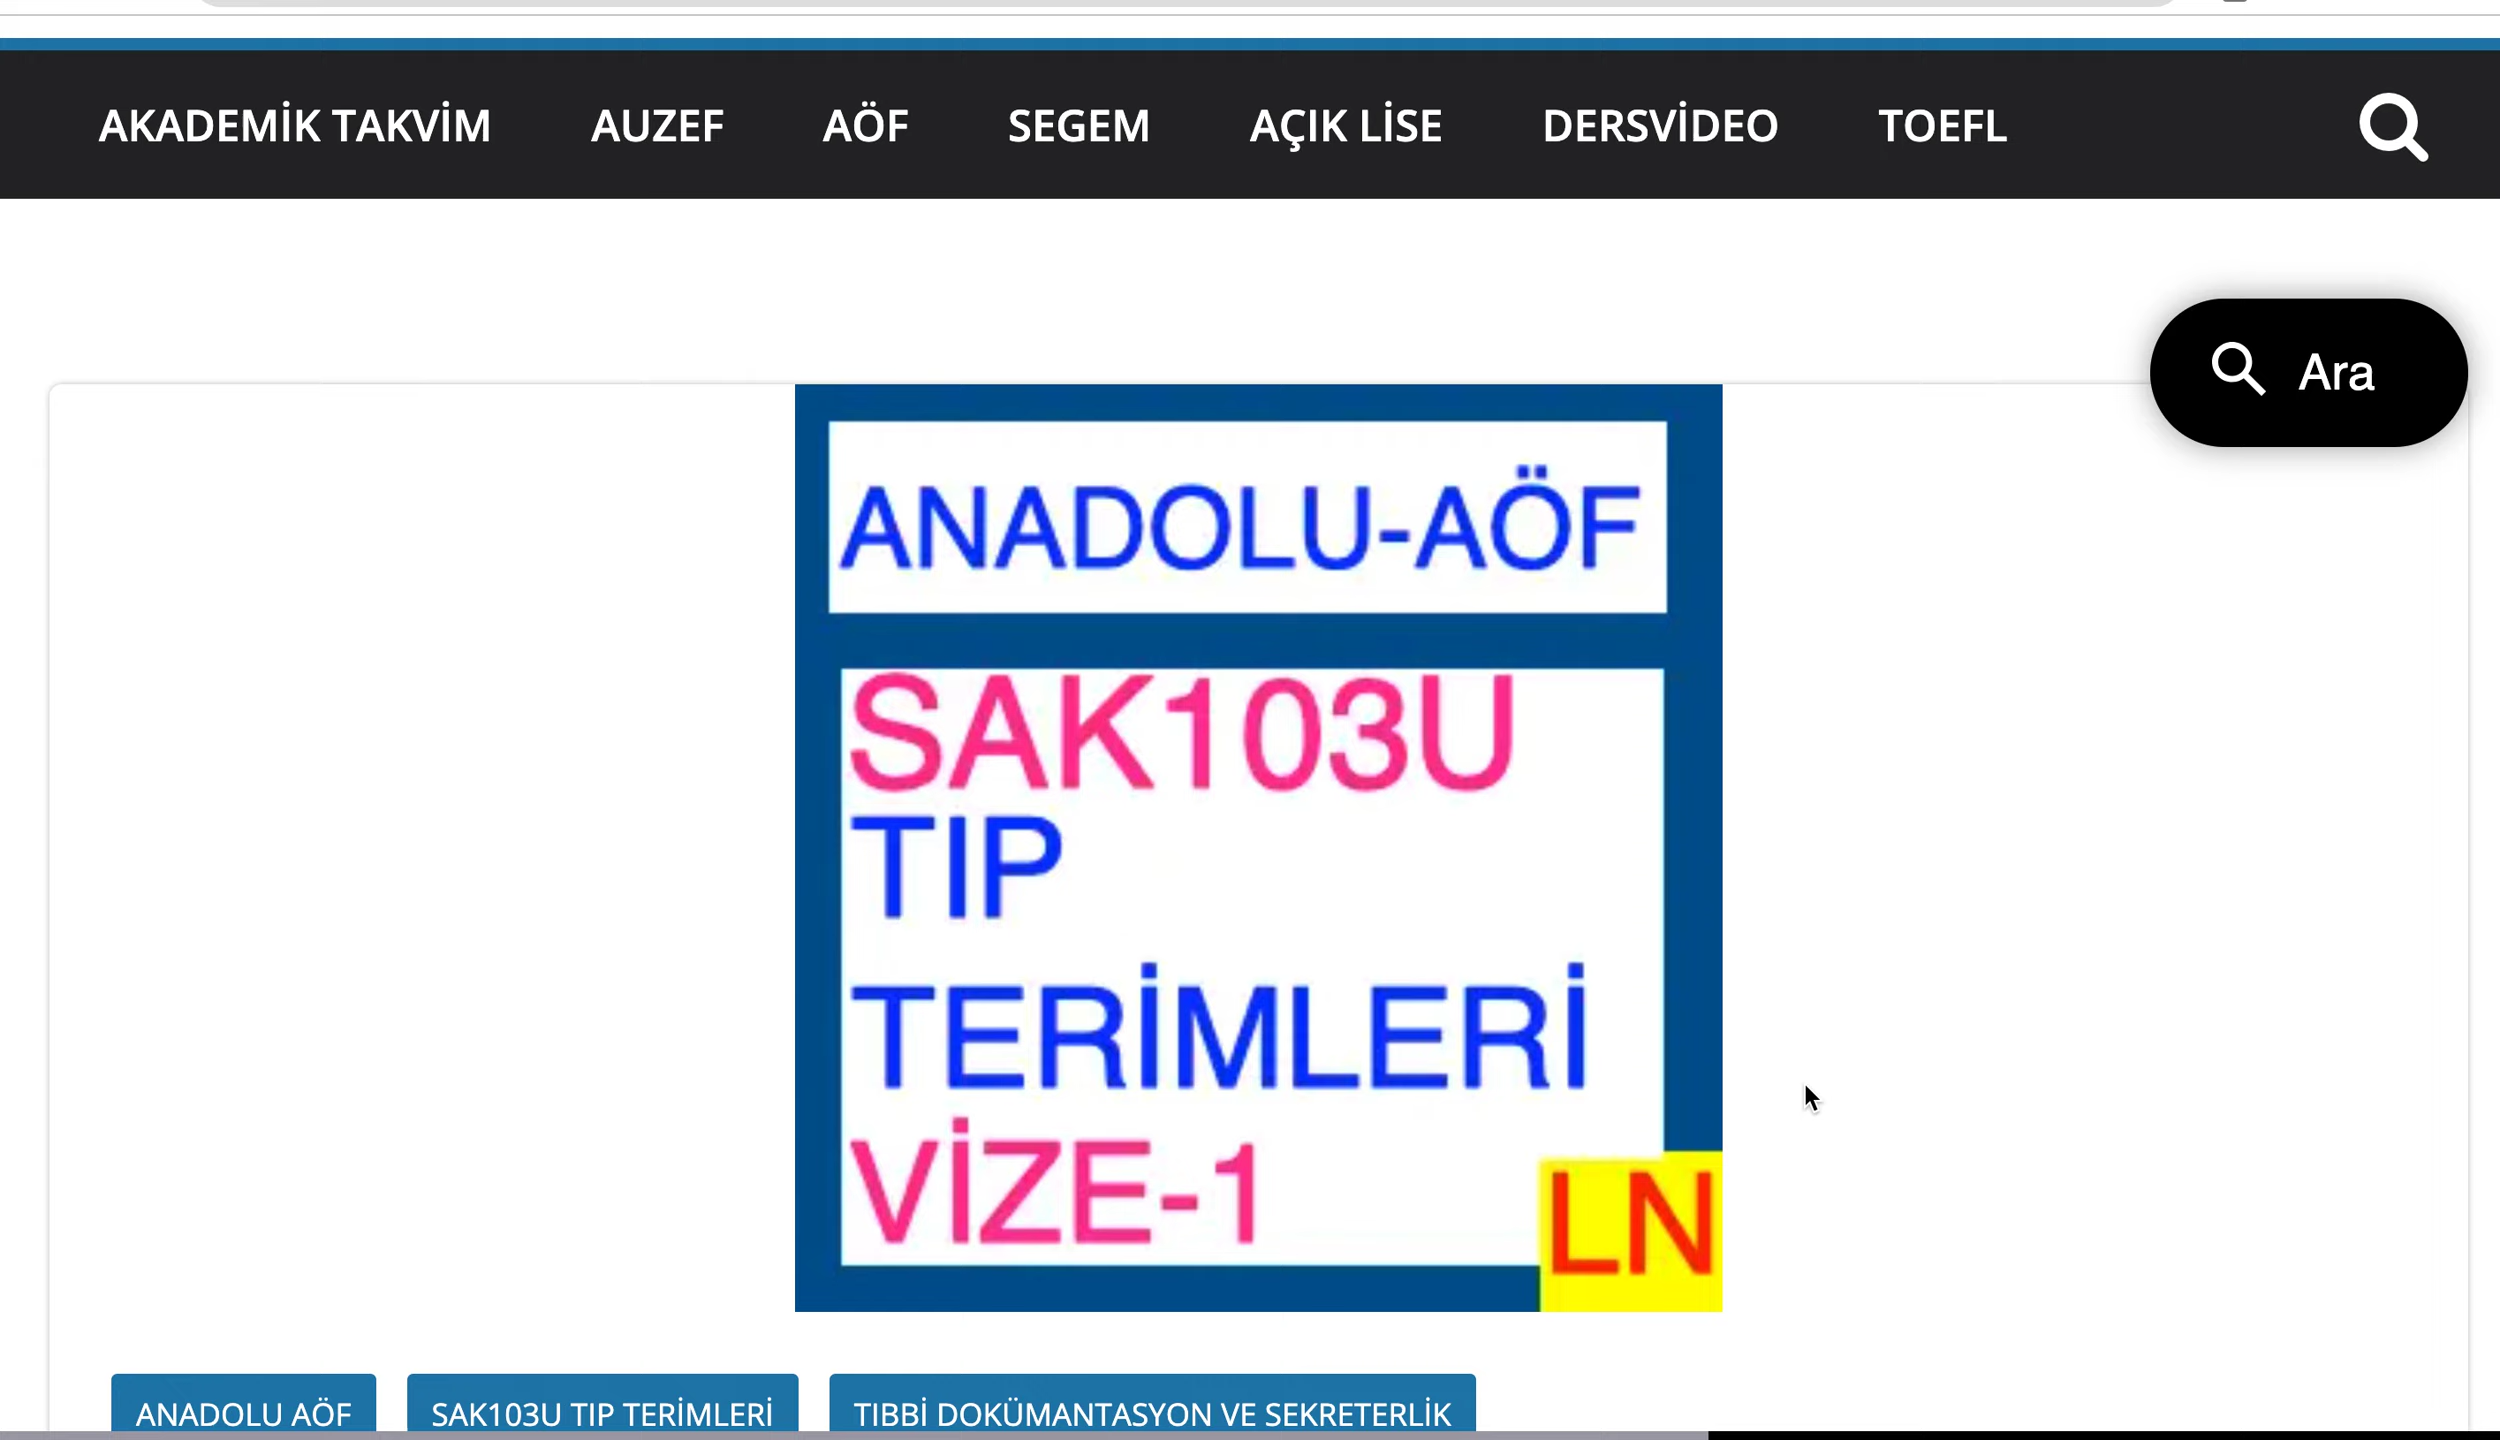 AKADEMİK TAKVİM AUZEF AÖF SEGEM AÇIK LİSE DERSVİDEO TOEFL
Ara
ANADOLU-AÖF
SAK103U
TIP
TERİMLERİ
VİZE-1
LN
ANADOLU AÖF SAK103U TIP TERİMLERİ TIBBİ DOKÜMANTASYON VE SEKRETERLİK